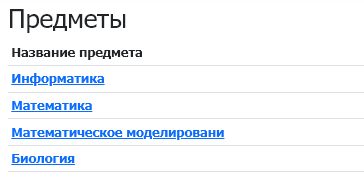 Предметы
Название предмета
Информатика
Математика
Математическое моделировани
Биология